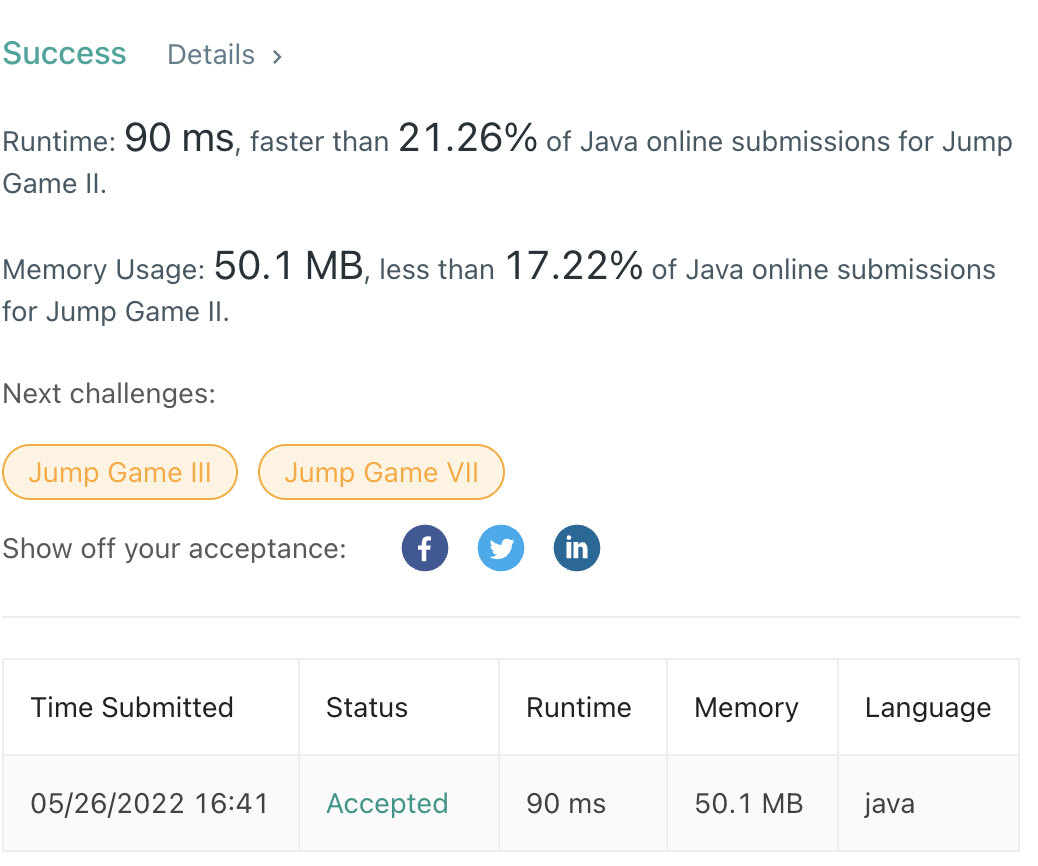 Success Details >
Runtime: 90 ms, faster than 21.26% of Java online submissions for Jump
Game II.
Memory Usage: 50.1 MB, less than 17.22% of Java online submissions
for Jump Game II.
Next challenges:
Jump Game III Jump Game VII
Show off your acceptance: f in
Time Submitted Status Runtime Memory Language
05/26/2022 16:41 Accepted 90 ms 50.1 MB java